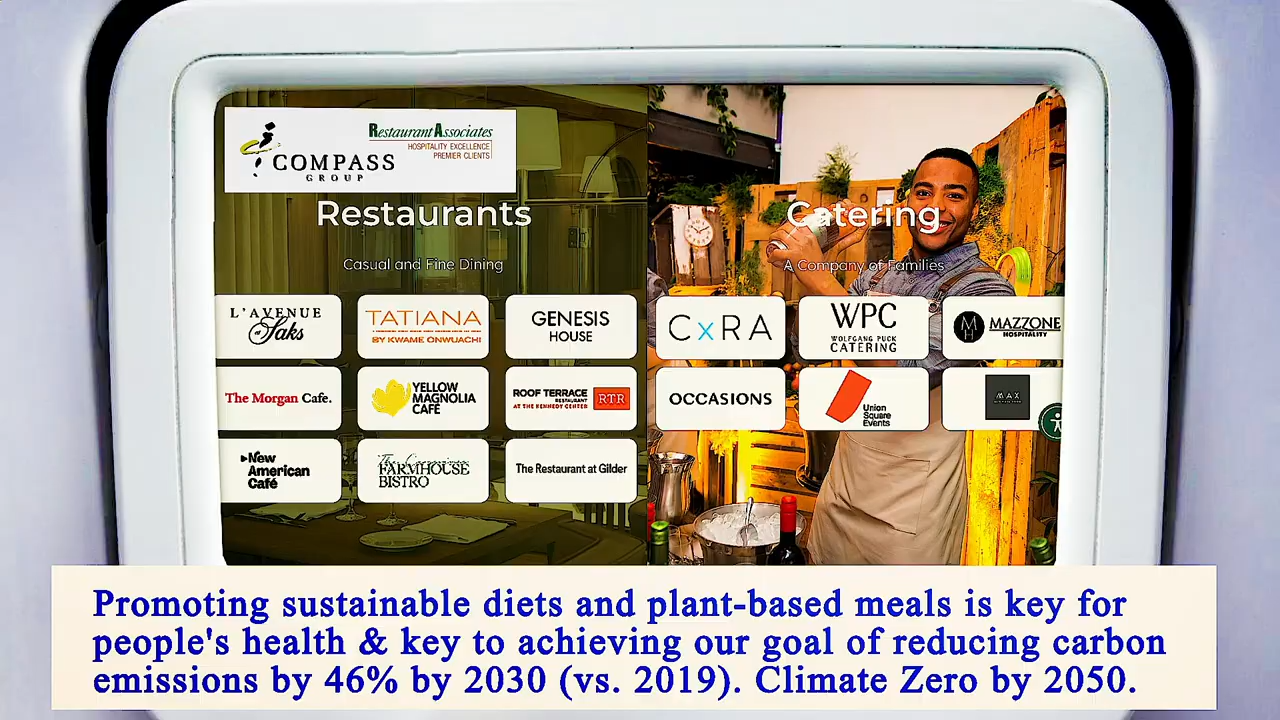 COMPASS
GROUP
Restaurant Associates
HOSPITALITY EXCELLENCE
PREMIER CLIENTS
Restaurants
Casual and Fine Dining
L'AVENUE
Saks
TATIANA
BY KWAME ONWUACHI
GENESIS
HOUSE
The Morgan Cafe.
YELLOW
MAGNOLIA
CAFÉ
ROOF TERRACE
RESTAURANT
AT THE KENNEDY CENTER
RTR
New
American
Café
FARMHOUSE
BISTRO
The Restaurant at Gilder
Catering
A Company of Families
CxRA
WPC
WOLFGANG PUCK
CATERING
MH
MAZZONE
HOSPITALITY
OCCASIONS
Union
Square
Events
MAX
Promoting sustainable diets and plant-based meals is key for
people's health & key to achieving our goal of reducing carbon
emissions by 46% by 2030 (vs. 2019). Climate Zero by 2050.